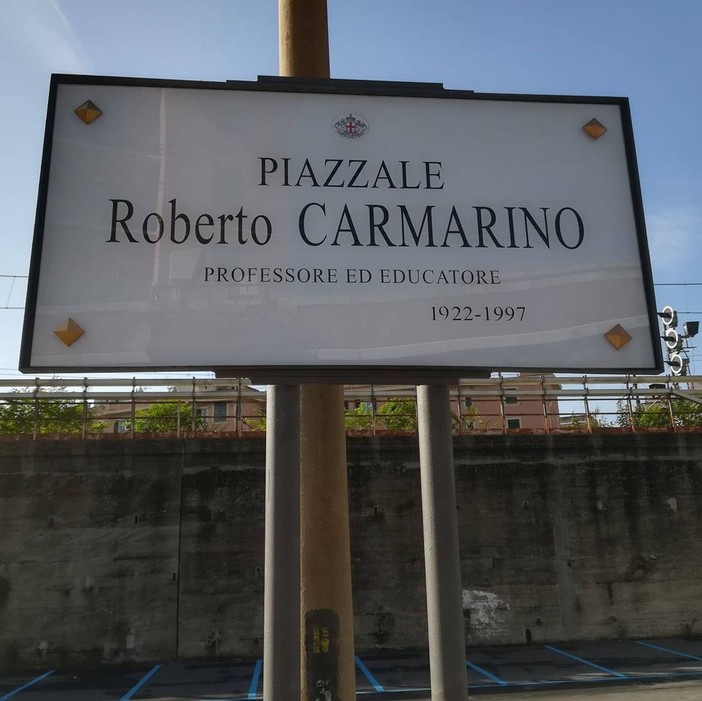 PIAZZALE
Roberto CARMARINO
PROFESSORE ED EDUCATORE
1922-1997